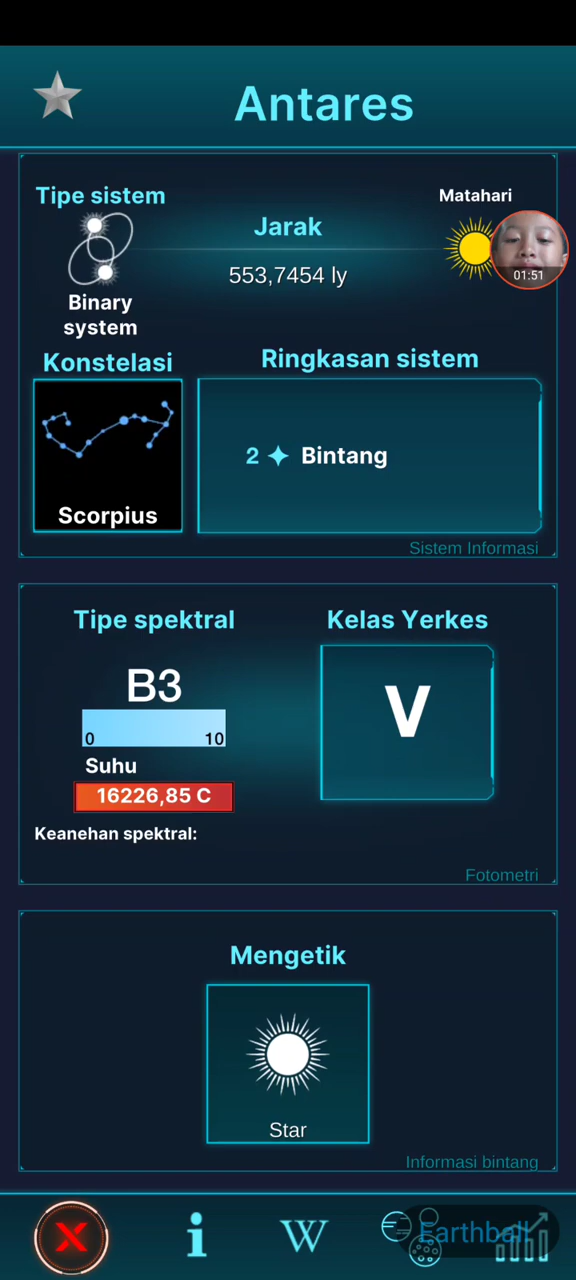 Antares
Tipe sistem
Matahari
Jarak
01:51
553,7454 ly
Binary
system
Konstelasi
Ringkasan sistem
2 Bintang
Scorpius
Sistem Informasi
Tipe spektral
Kelas Yerkes
B3
V
0 10
Suhu
16226,85 C
Keanehan spektral:
Fotometri
Mengetik
Star
Informasi bintang
X
i
W
Earthball